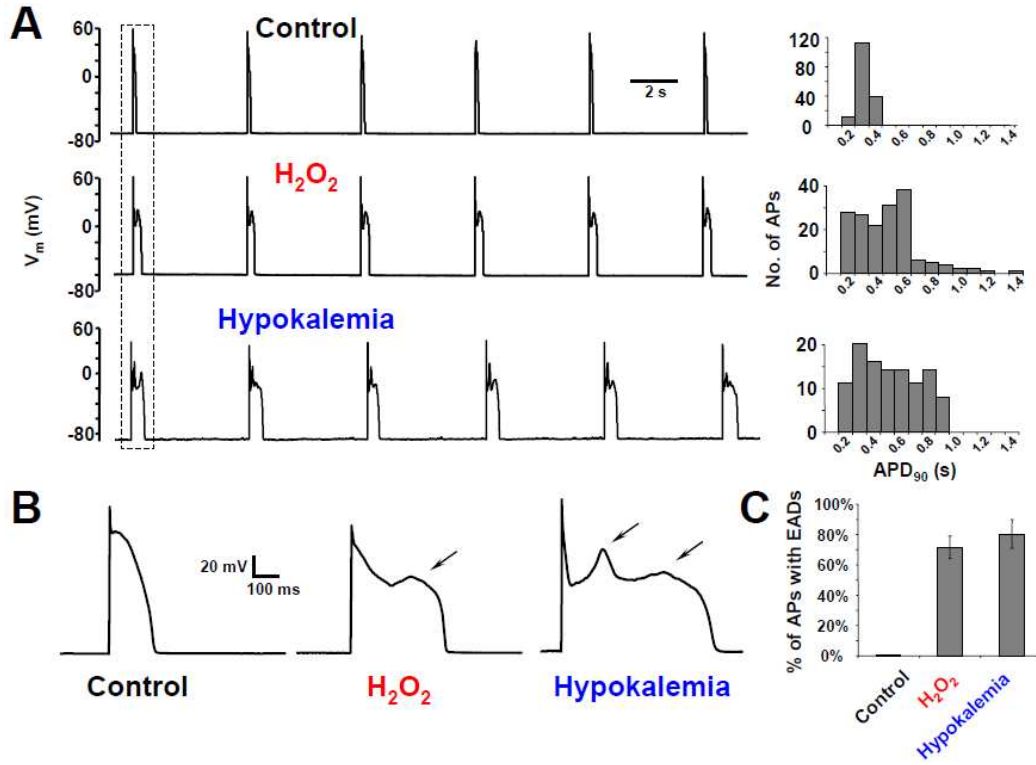 A
Control
60
0
-80
2 s
120
80
40
0
0.2
0.4
0.6
0.8
1.0
1.2
1.4
H₂O₂
60
0
-80
Vm (mV)
No. of APs
40
20
0
0.2
0.4
0.6
0.8
1.0
1.2
1.4
Hypokalemia
60
0
-80
20
10
0
0.2
0.4
0.6
0.8
1.0
1.2
1.4
APD₉₀ (s)
B
20 mV
100 ms
Control
H₂O₂
Hypokalemia
C
% of APs with EADs
100%
80%
60%
40%
20%
0%
Control
H₂O₂
Hypokalemia